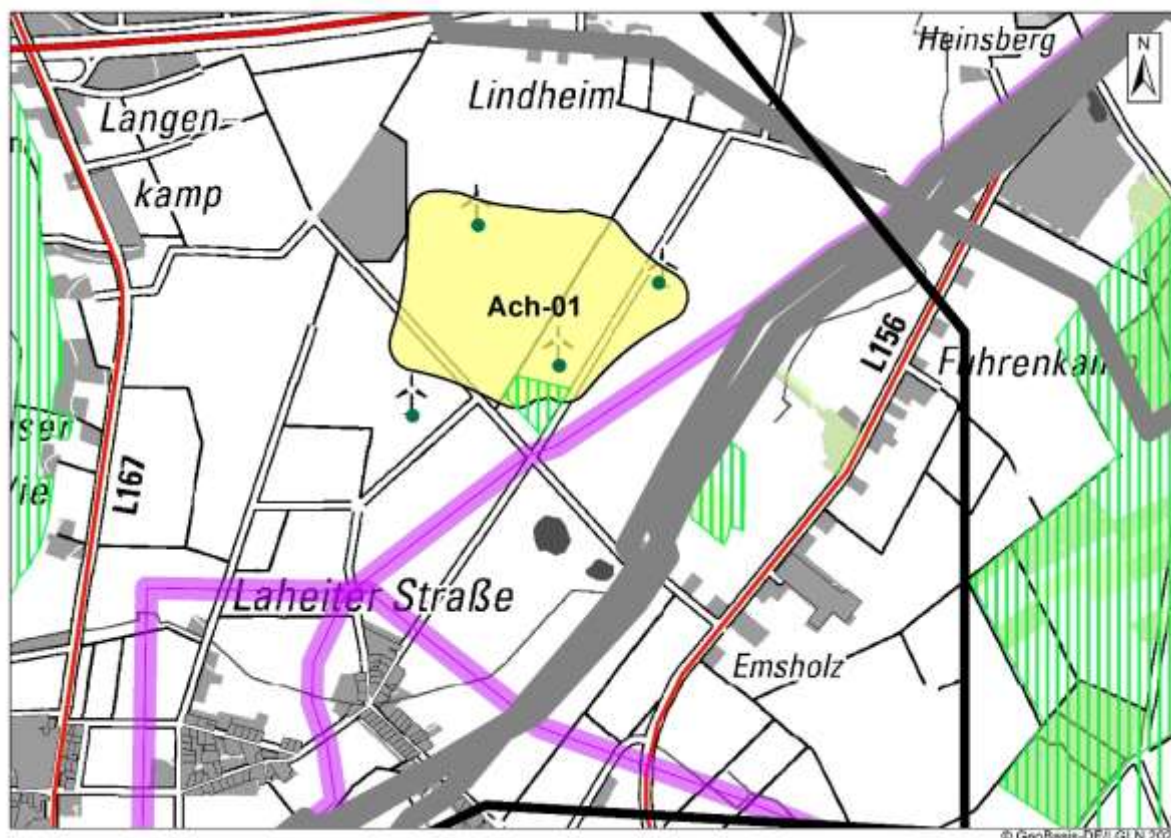 Heinsberg
N
Lindheim
Langen-
kamp
Ach-01
L156
Fuhrenkamp
L167
Laheiter Straße
Emsholz